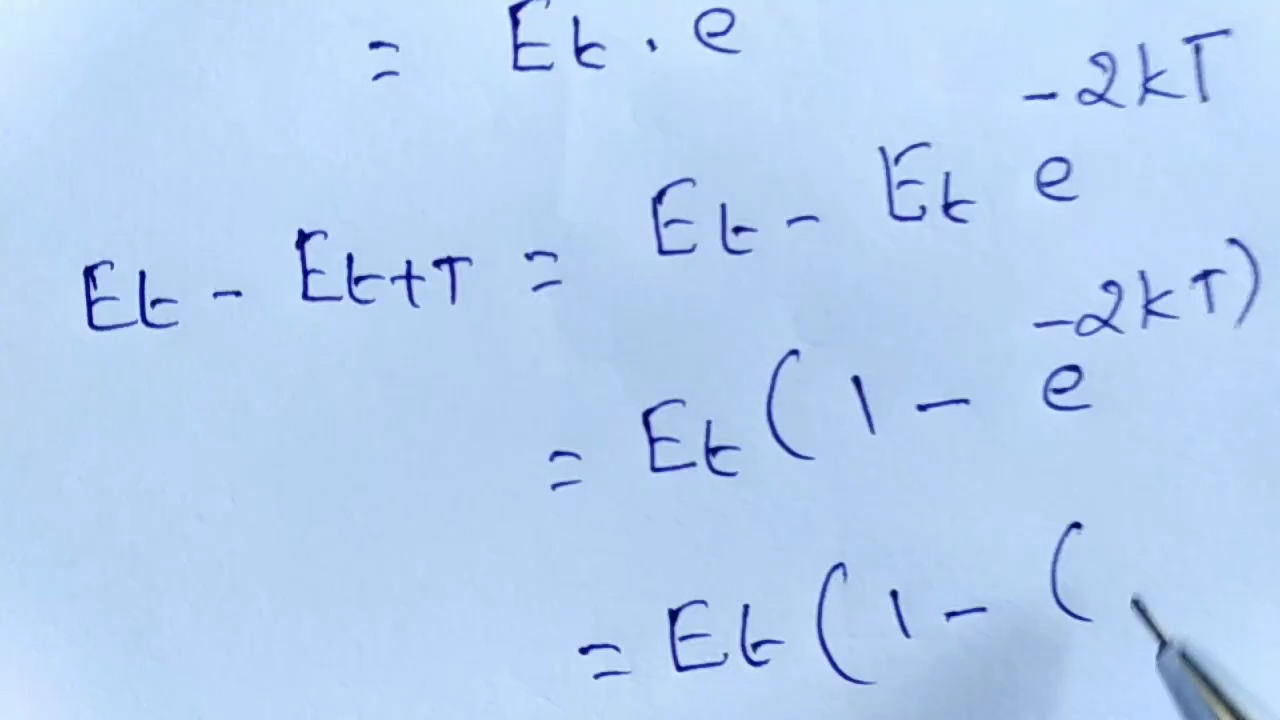 = Et . e
Et - Et+T = Et - Et e^-2kT
= Et (1 - e^-2kT)
= Et (1 - (